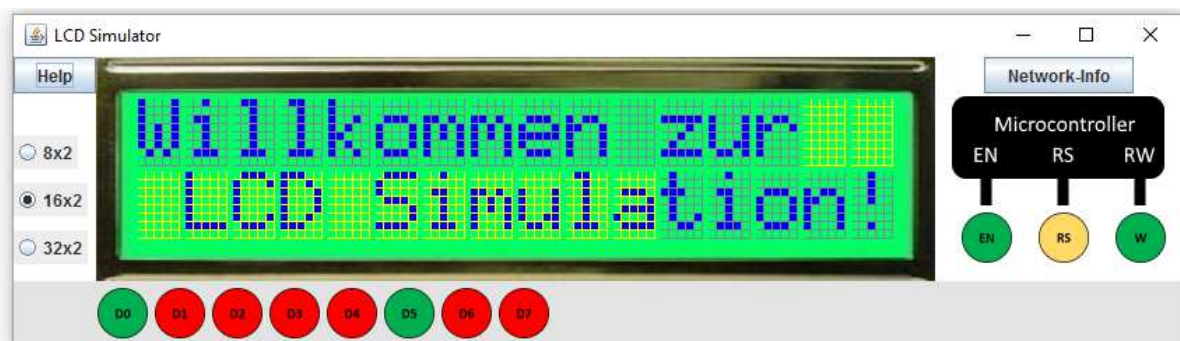 LCD Simulator
Help
Network-Info
Willkommen zur
LCD Simulation!
8x2
16x2
32x2
Microcontroller
EN RS RW
EN RS W
D0 D1 D2 D3 D4 D5 D6 D7